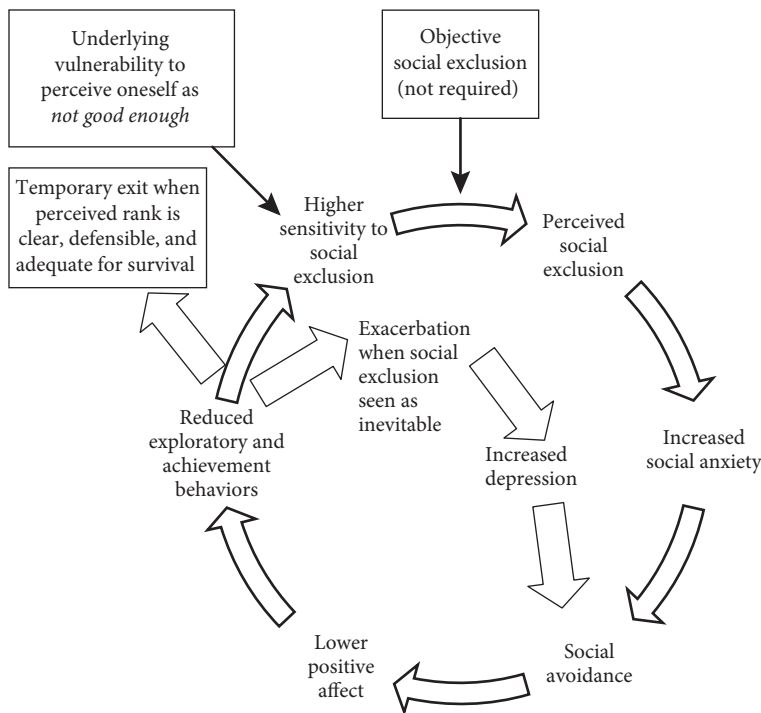 Underlying
vulnerability to
perceive oneself as
not good enough
Objective
social exclusion
(not required)
Temporary exit when
perceived rank is
clear, defensible, and
adequate for survival
Higher
sensitivity to
social
exclusion
Perceived
social
exclusion
Exacerbation
when social
exclusion
seen as
inevitable
Reduced
exploratory and
achievement
behaviors
Increased
depression
Increased
social anxiety
Lower
positive
affect
Social
avoidance